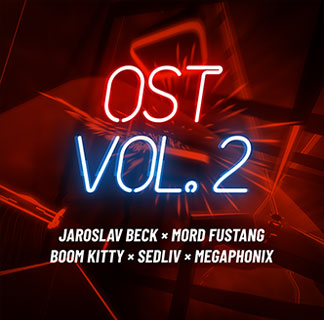 OST
VOL. 2
JAROSLAV BECK × MORD FUSTANG
BOOM KITTY × SEDLIV × MEGAPHONIX